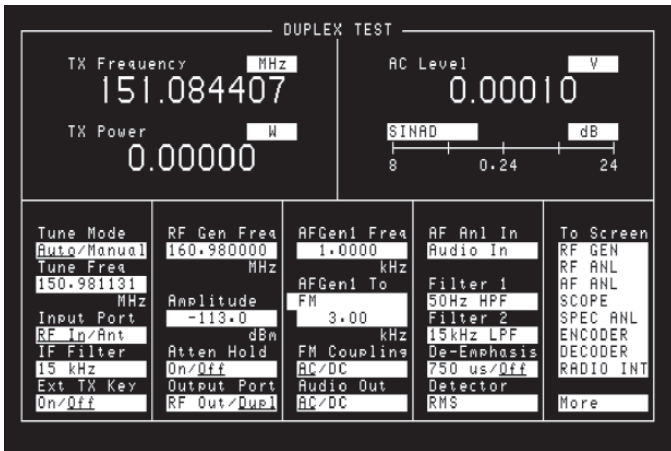 DUPLEX TEST
TX Frequency MHz
151.084407
TX Power W
0.00000
AC Level V
0.00010
SINAD dB
8 0.24 24
Tune Mode
Auto/Manual
Tune Freq
150.981131
MHz
Input Port
RF In/Ant
IF Filter
15 kHz
Ext TX Key
On/Off
RF Gen Freq
160.980000
MHz
Amplitude
-113.0
dBm
Atten Hold
On/Off
Output Port
RF Out/Dupl
AFGen1 Freq
1.0000
kHz
AFGen1 To
FM
3.00
kHz
FM Coupling
AC/DC
Audio Out
AC/DC
AF Anl In
Audio In
Filter 1
50Hz HPF
Filter 2
15kHz LPF
De-Emphasis
750 us/Off
Detector
RMS
To Screen
RF GEN
RF ANL
AF ANL
SCOPE
SPEC ANL
ENCODER
DECODER
RADIO INT
More